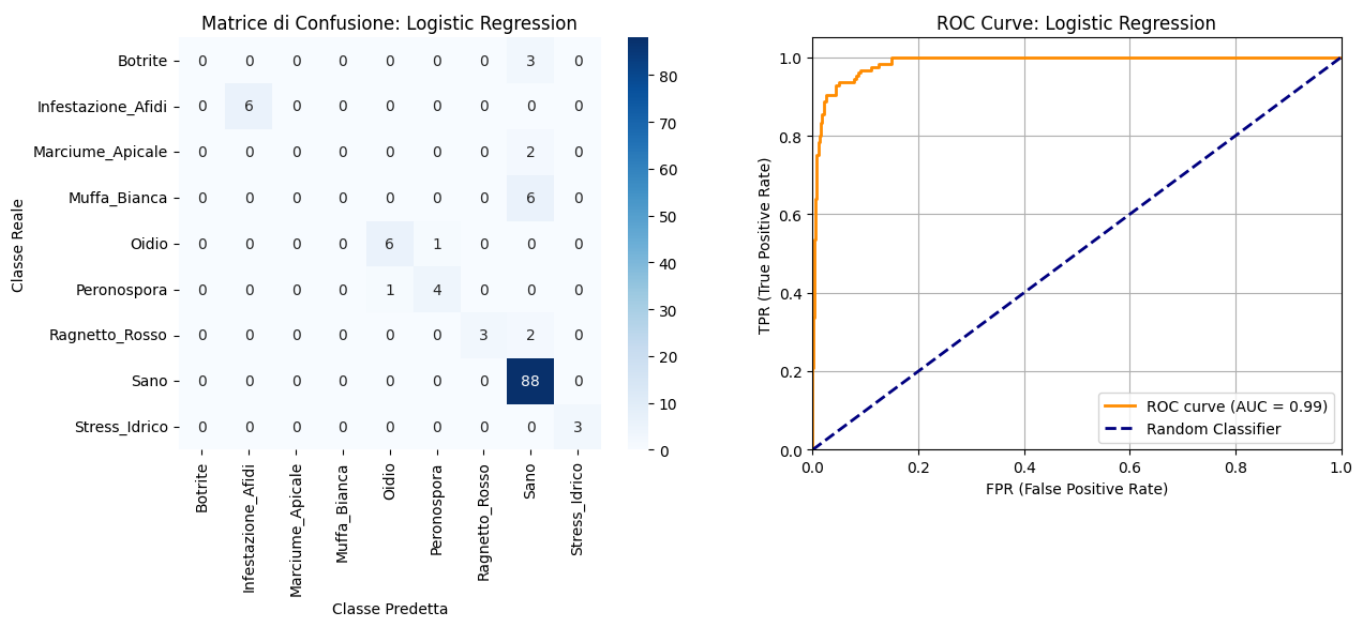 Matrice di Confusione: Logistic Regression
Classe Reale
Botrite 0 0 0 0 0 0 0 3 0
Infestazione_Afidi 0 6 0 0 0 0 0 0 0
Marciume_Apicale 0 0 0 0 0 0 0 2 0
Muffa_Bianca 0 0 0 0 0 0 0 6 0
Oidio 0 0 0 0 6 1 0 0 0
Peronospora 0 0 0 0 1 4 0 0 0
Ragnetto_Rosso 0 0 0 0 0 0 3 2 0
Sano 0 0 0 0 0 0 0 88 0
Stress_Idrico 0 0 0 0 0 0 0 0 3
Botrite
Infestazione_Afidi
Marciume_Apicale
Muffa_Bianca
Oidio
Peronospora
Ragnetto_Rosso
Sano
Stress_Idrico
Classe Predetta
80
70
60
50
40
30
20
10
0
ROC Curve: Logistic Regression
TPR (True Positive Rate)
1.0
0.8
0.6
0.4
0.2
0.0
0.0 0.2 0.4 0.6 0.8 1.0
FPR (False Positive Rate)
ROC curve (AUC = 0.99)
Random Classifier